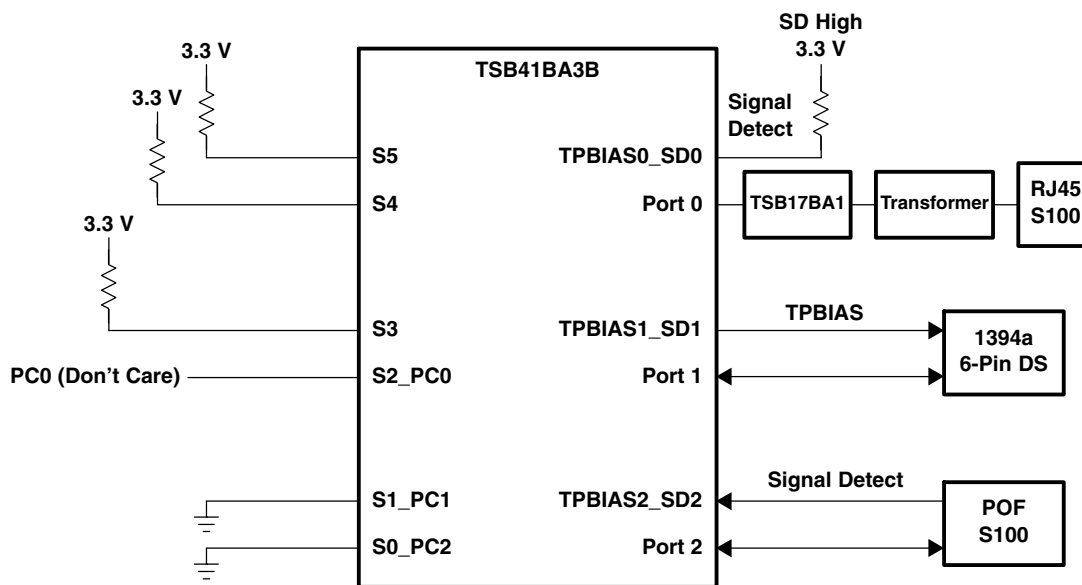 SD High
3.3 V
3.3 V
TSB41BA3B
3.3 V
Signal
Detect
S5
TPBIAS0_SD0
S4
Port 0
TSB17BA1
Transformer
RJ45
S100
3.3 V
S3
TPBIAS1_SD1
TPBIAS
1394a
6-Pin DS
PC0 (Don't Care)
S2_PC0
Port 1
S1_PC1
TPBIAS2_SD2
Signal Detect
POF
S100
S0_PC2
Port 2